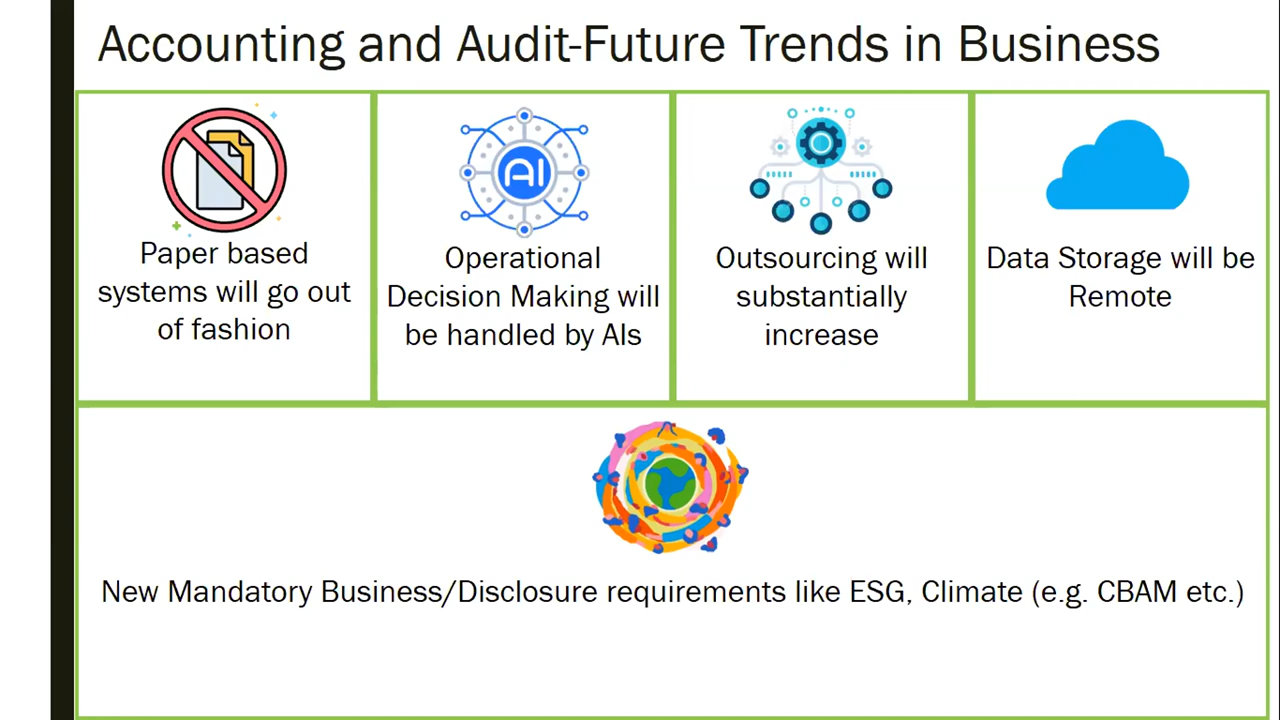 Accounting and Audit-Future Trends in Business
Paper based
systems will go out
of fashion
AI
Operational
Decision Making will
be handled by AIs
Outsourcing will
substantially
increase
Data Storage will be
Remote
New Mandatory Business/Disclosure requirements like ESG, Climate (e.g. CBAM etc.)